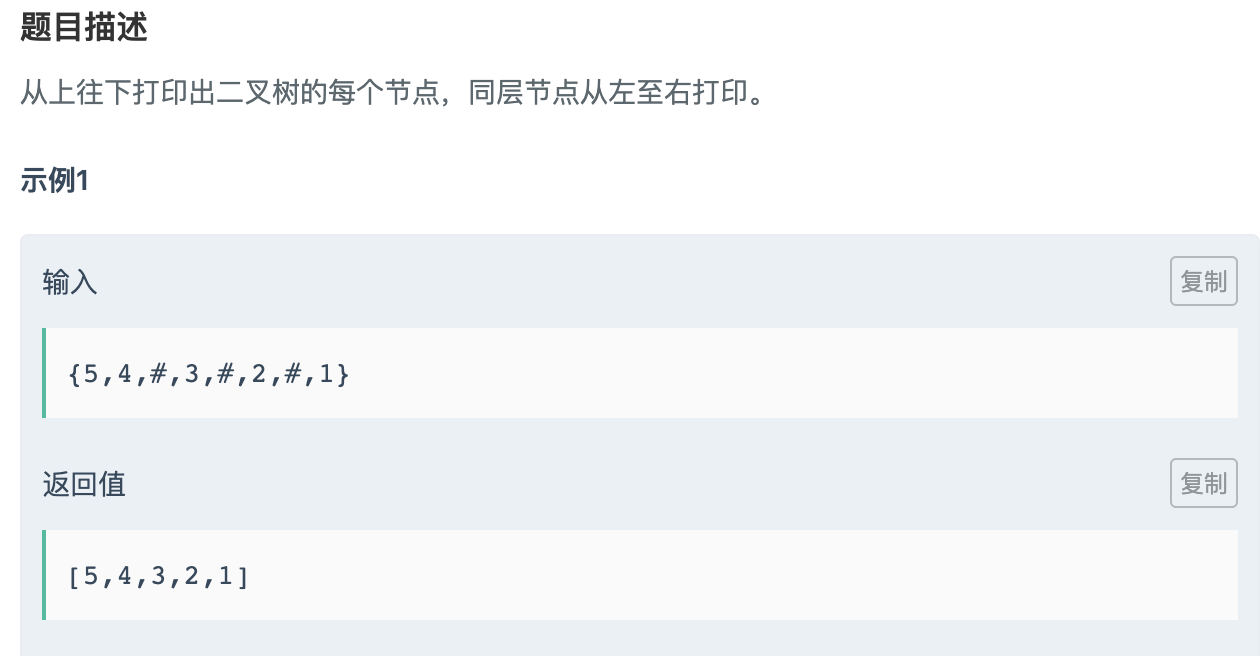 题目描述
从上往下打印出二叉树的每个节点，同层节点从左至右打印。
示例1
输入
复制
{5,4,#,3,#,2,#,1}
返回值
复制
[5,4,3,2,1]